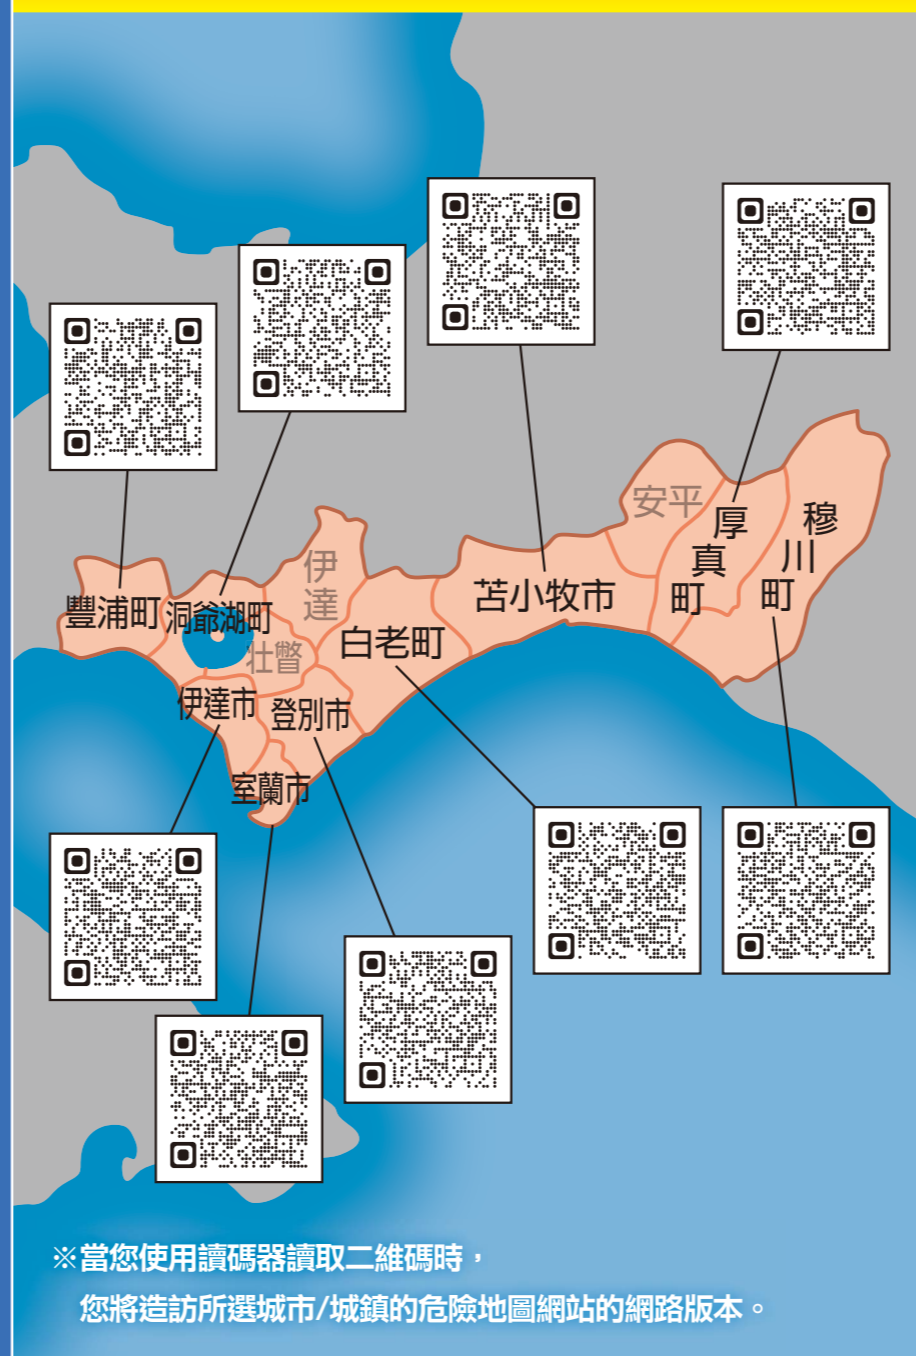 安平
厚真町
穆川町
伊達
苫小牧市
豐浦町
洞爺湖町
白老町
壮瞥
伊達市
登別市
室蘭市
※當您使用讀碼器讀取二維碼時，
您將造訪所選城市/城鎮的危險地圖網站的網路版本。